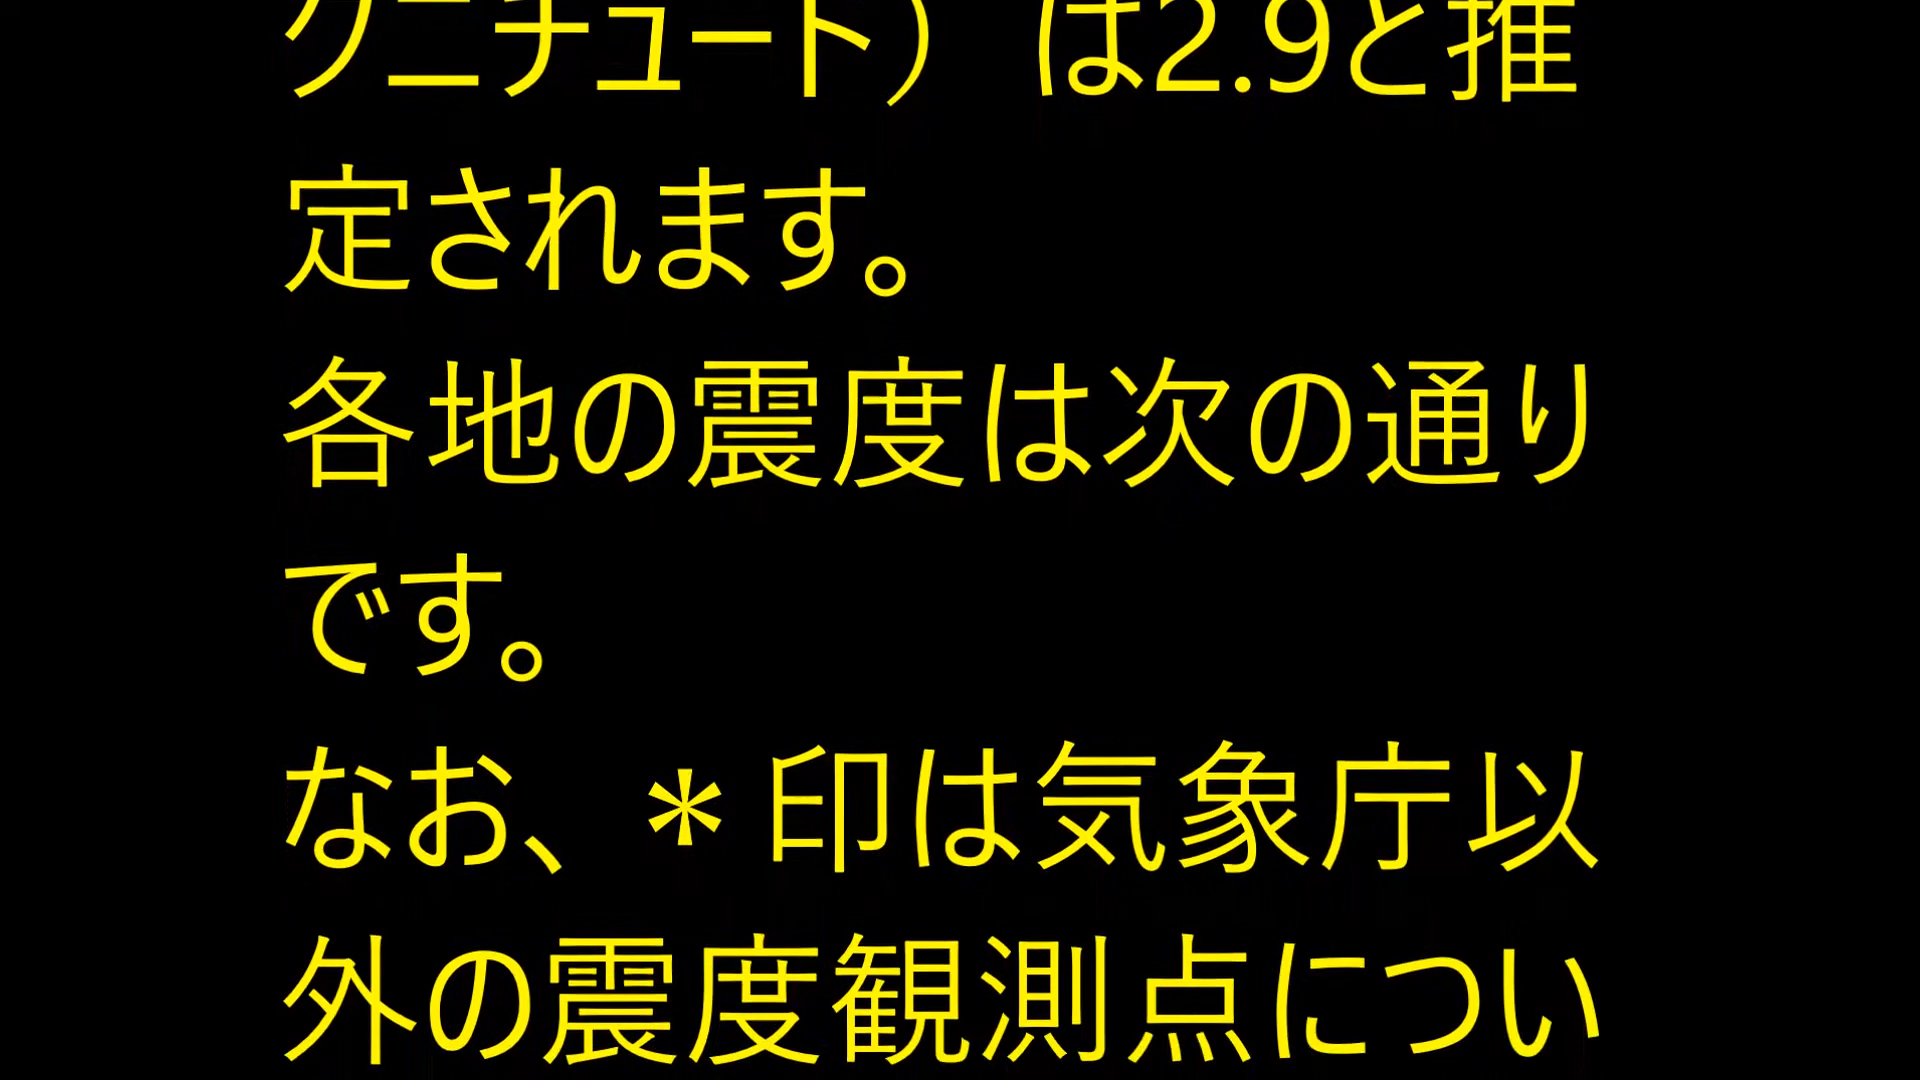 グニチュード） は2.9と推
定されます。
各地の震度は次の通り
です。
なお、＊印は気象庁以
外の震度観測点につい